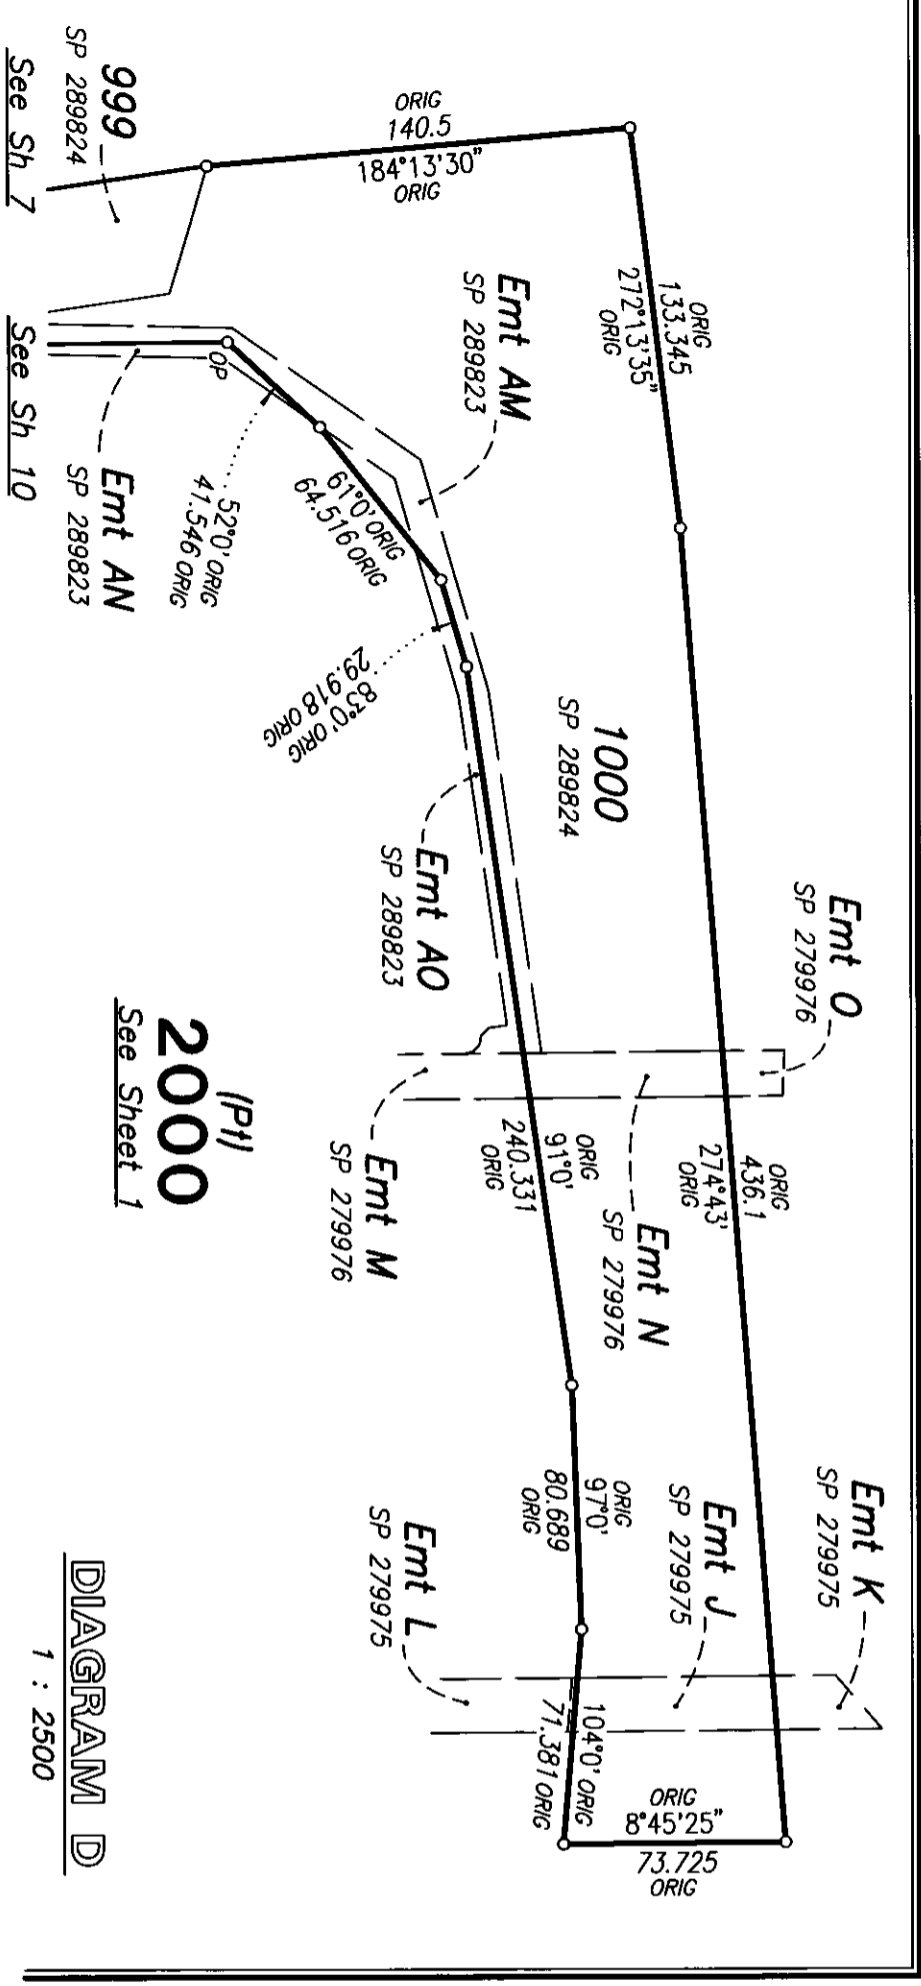 ORIG
140.5
184°13'30"
ORIG
ORIG
133.345
272°13'35"
ORIG
999
SP 289824
See Sh 7
See Sh 10
Emt AM
SP 289823
OP
61°0' ORIG
64.516 ORIG
52°0' ORIG
41.546 ORIG
Emt AN
SP 289823
83°0' ORIG
29.918 ORIG
1000
SP 289824
Emt AO
SP 289823
Emt O
SP 279976
(Pt)
2000
See Sheet 1
Emt M
SP 279976
ORIG
91°0'
240.331
ORIG
Emt N
SP 279976
ORIG
436.1
274°43'
ORIG
Emt K
SP 279975
Emt J
SP 279975
ORIG
97°0'
80.689
ORIG
Emt L
SP 279975
104°0' ORIG
71.381 ORIG
ORIG
8°45'25"
73.725
ORIG
DIAGRAM D
1 : 2500